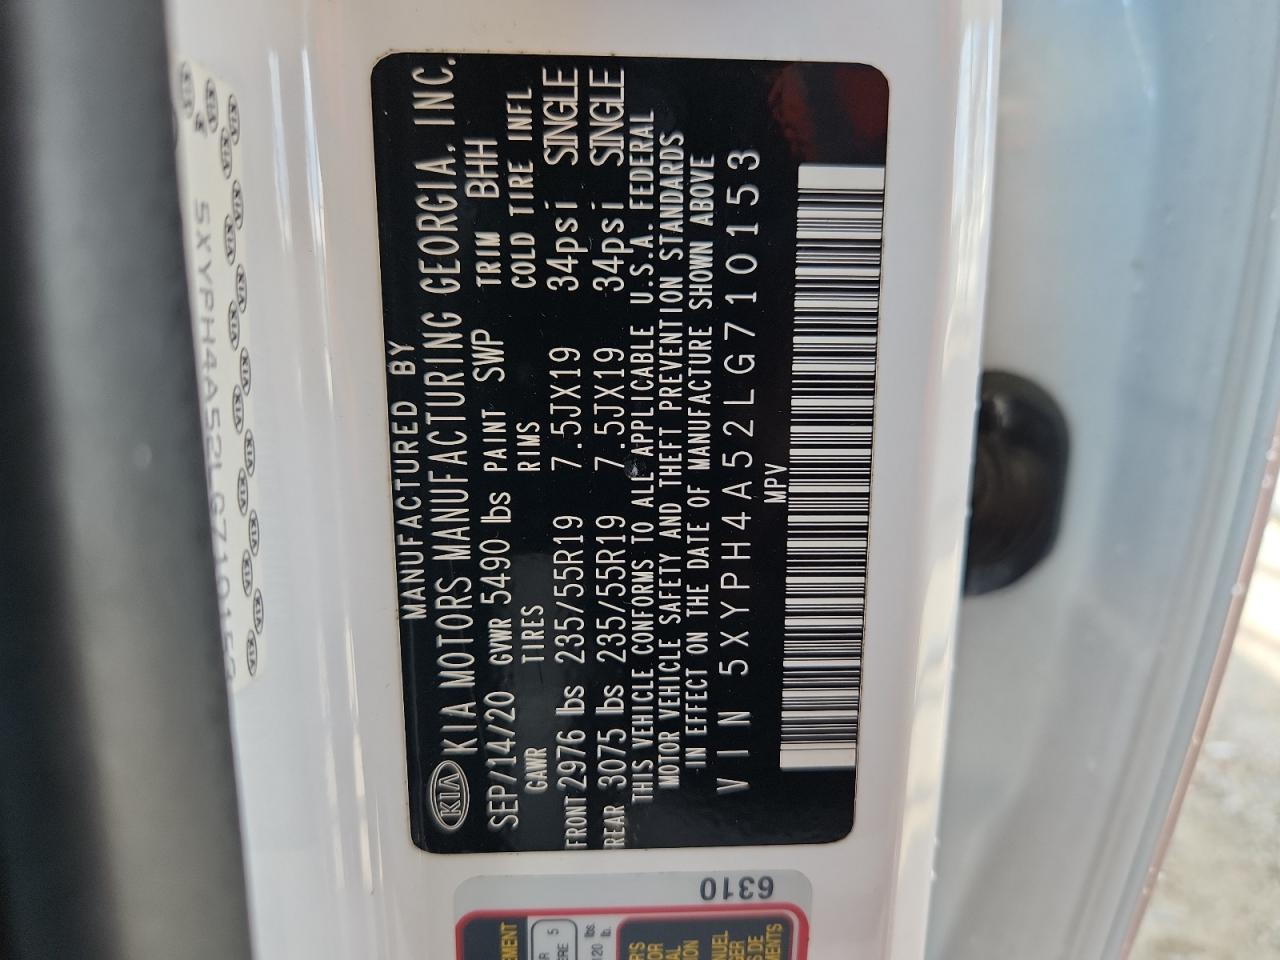 MANUFACTURED BY
KIA KIA MOTORS MANUFACTURING GEORGIA, INC.
SEP/14/20 GVWR 5490 lbs PAINT SWP TRIM BHH
GAWR TIRES RIMS COLD TIRE INFL
FRONT 2976 lbs 235/55R19 7.5JX19 34psi SINGLE
REAR 3075 lbs 235/55R19 7.5JX19 34psi SINGLE
THIS VEHICLE CONFORMS TO ALL APPLICABLE U.S.A. FEDERAL
MOTOR VEHICLE SAFETY AND THEFT PREVENTION STANDARDS
IN EFFECT ON THE DATE OF MANUFACTURE SHOWN ABOVE
VIN 5XYPH4A52LG710153
MPV
5XYPH4A52LG710153
6310